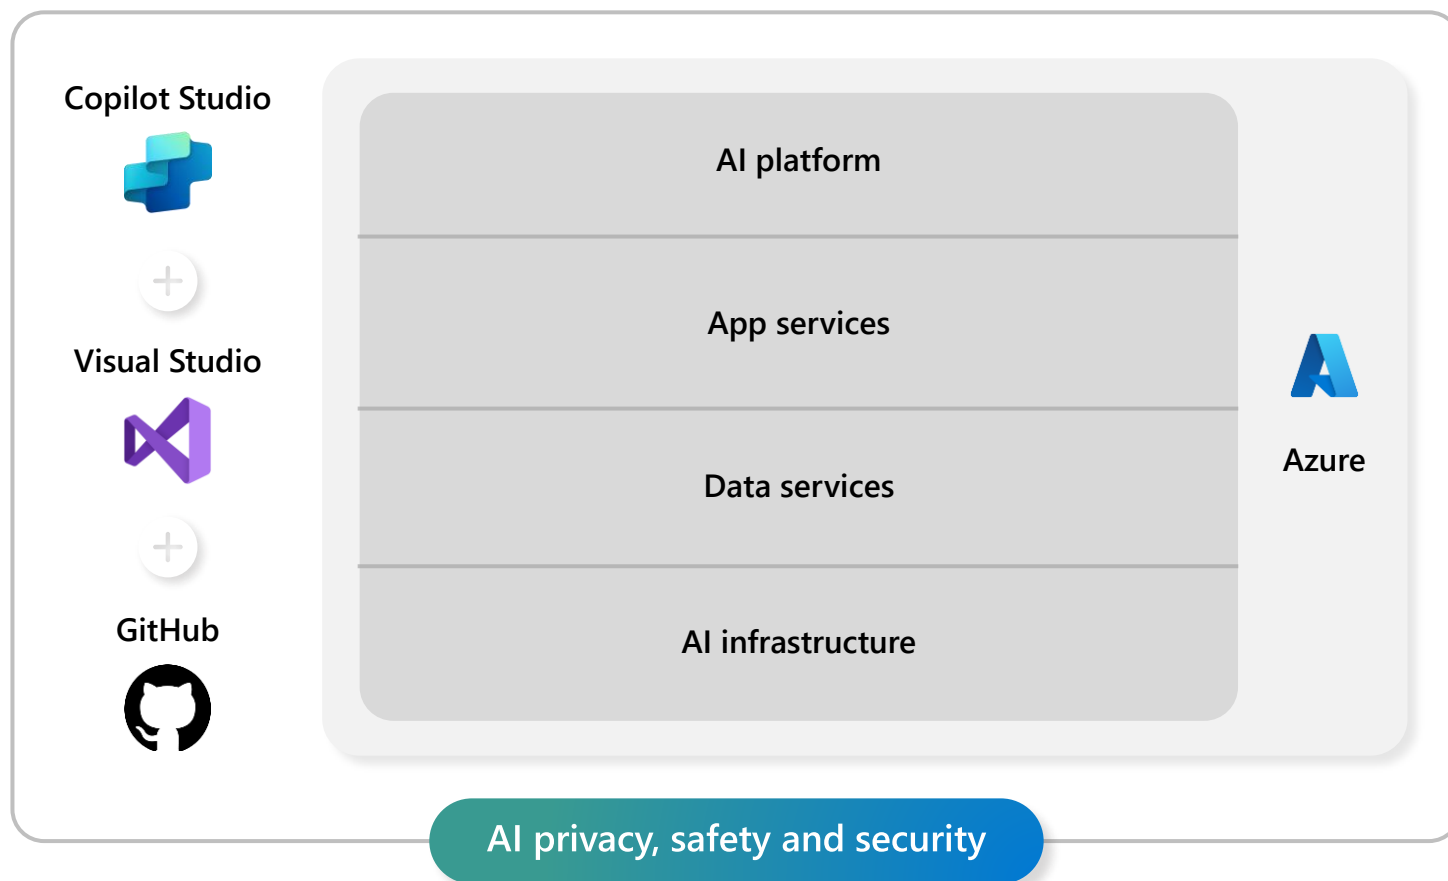 Copilot Studio
Visual Studio
GitHub
AI platform
App services
Data services
AI infrastructure
Azure
AI privacy, safety and security